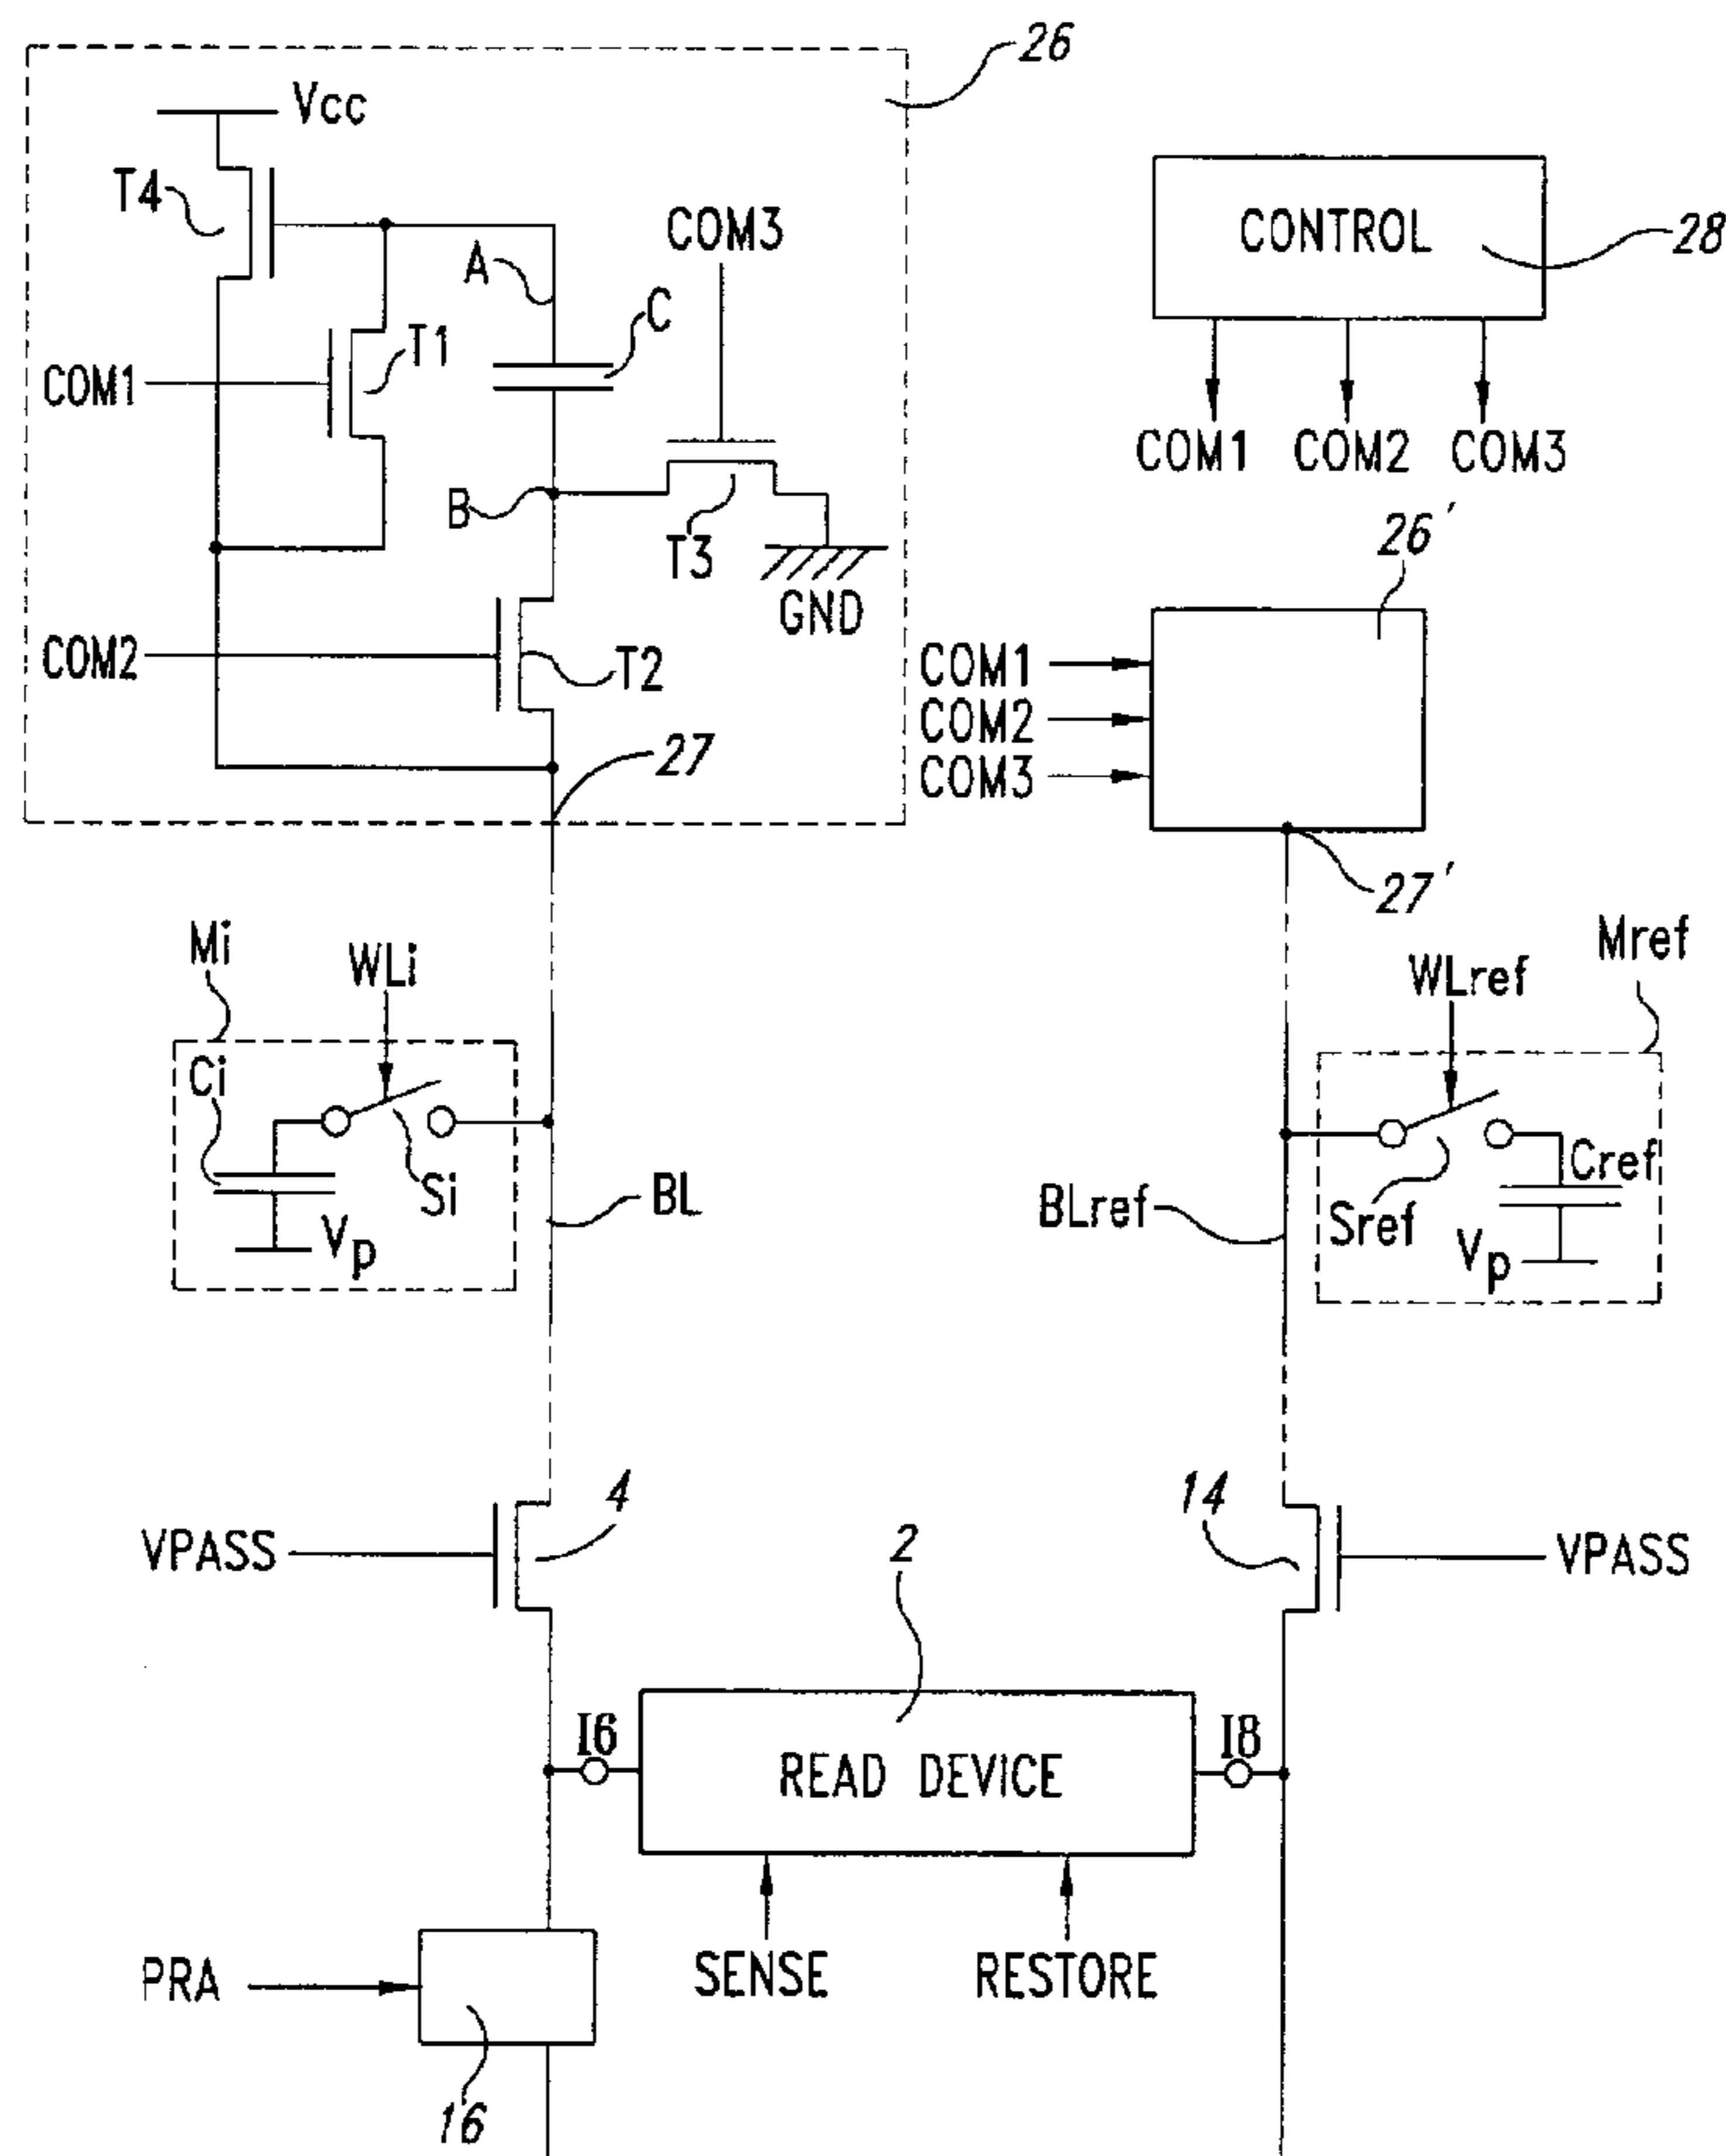 26
Vcc
T4
COM3
CONTROL
28
A
C
T1
COM1
COM1 COM2 COM3
B
T3
26'
GND
COM2
T2
COM1
COM2
COM3
27
27'
Mi
WLi
Mref
WLref
Ci
Si
Cref
BL
BLref
Sref
Vp
Vp
4
14
VPASS
2
VPASS
I6
I8
READ DEVICE
PRA
SENSE
RESTORE
16